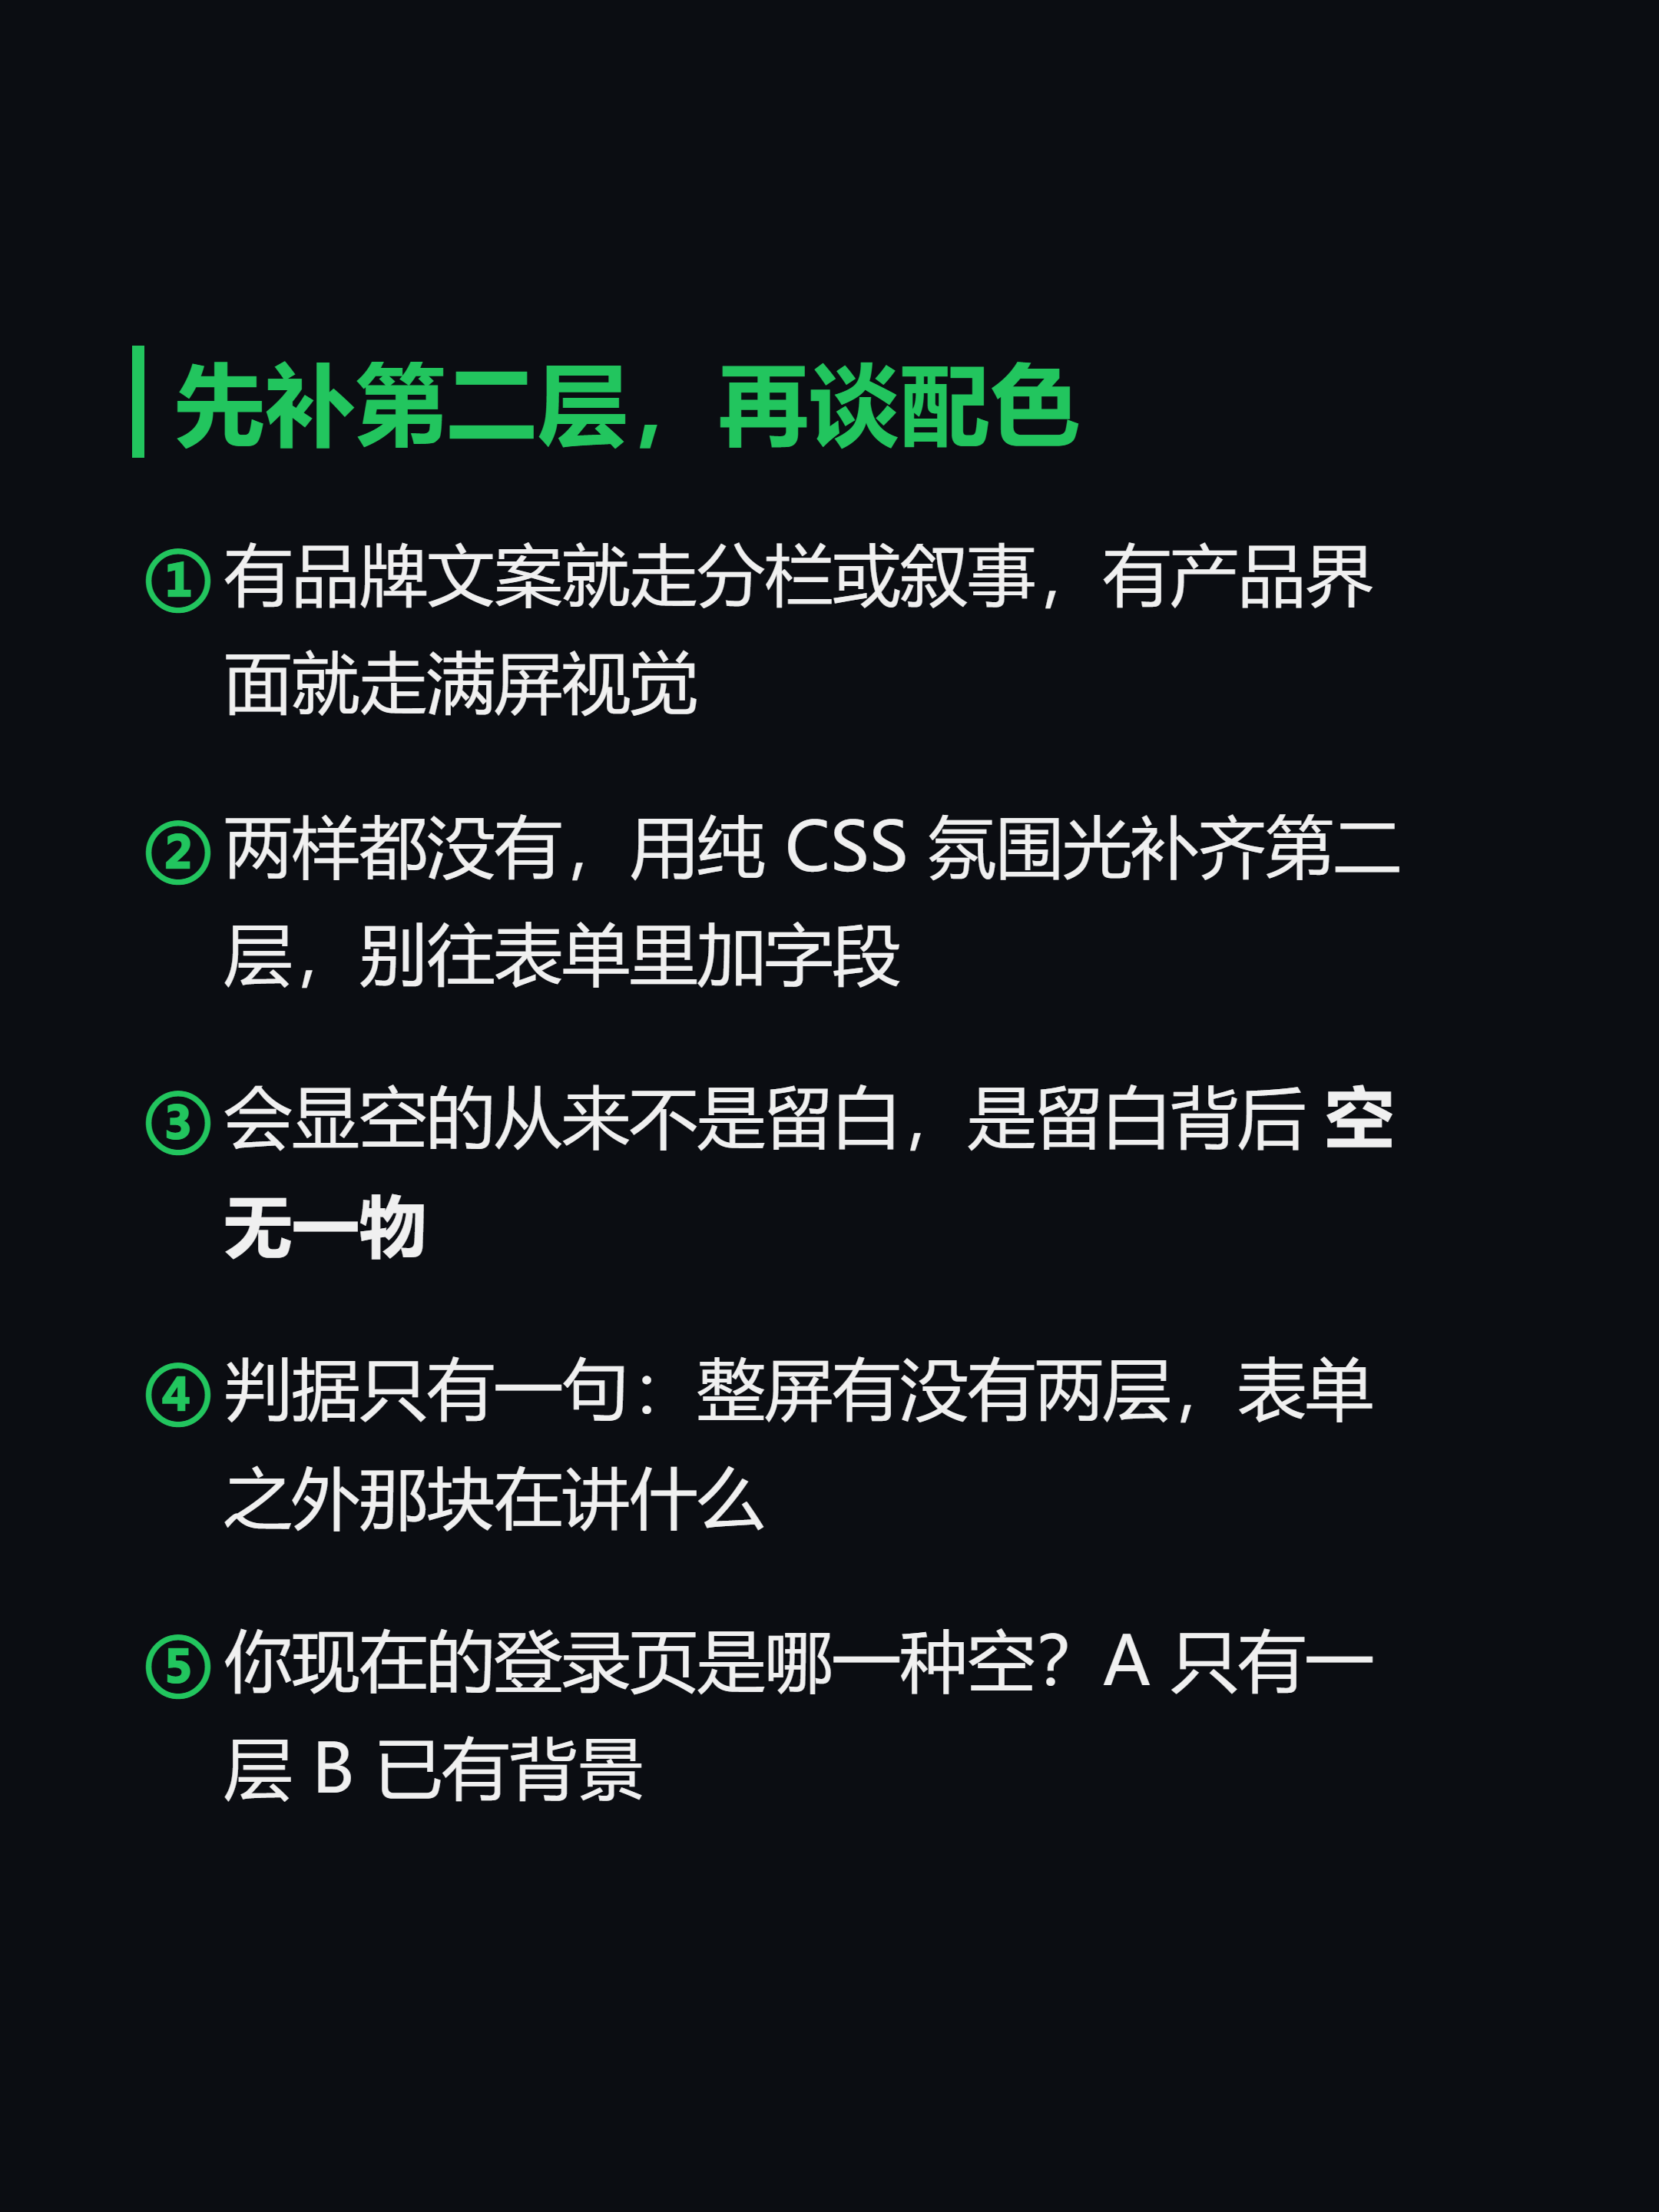 先补第二层，再谈配色
①有品牌文案就走分栏或叙事，有产品界
面就走满屏视觉
②两样都没有，用纯 CSS 氛围光补齐第二
层，别往表单里加字段
③会显空的从来不是留白，是留白背后 空
无一物
④判据只有一句：整屏有没有两层，表单
之外那块在讲什么
⑤你现在的登录页是哪一种空？A 只有一
层 B 已有背景